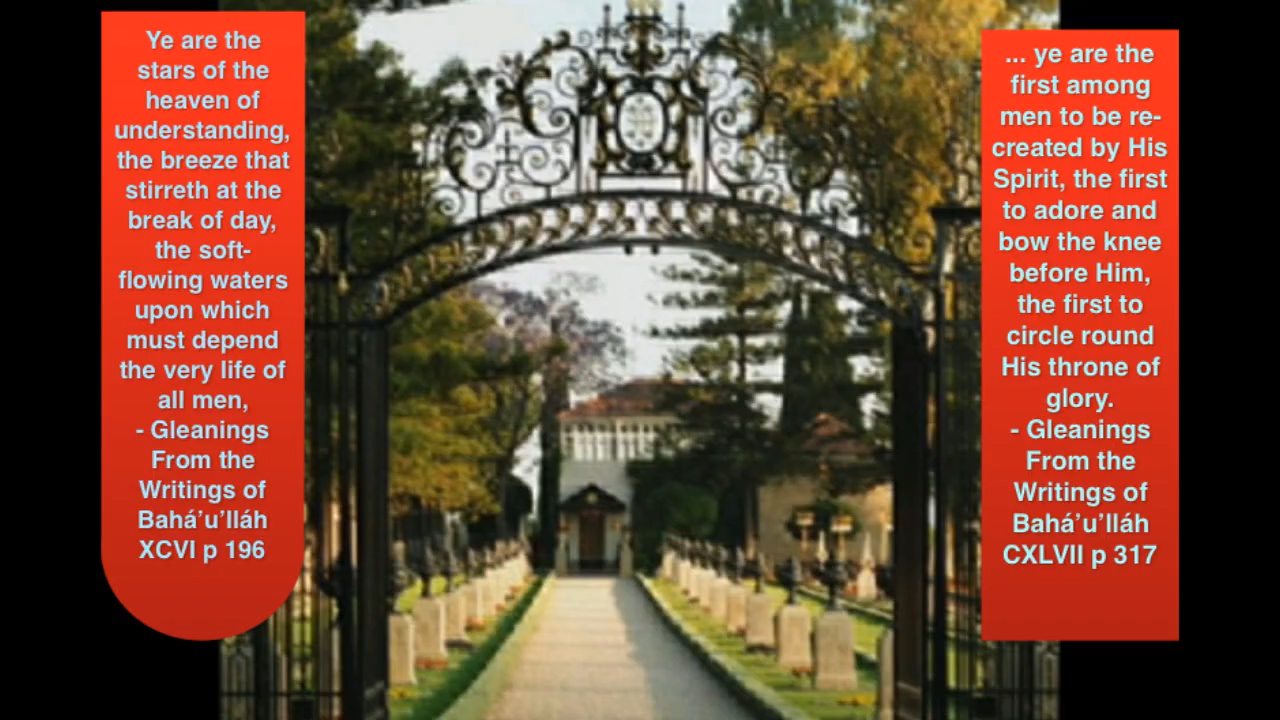 Ye are the
stars of the
heaven of
understanding,
the breeze that
stirreth at the
break of day,
the soft-
flowing waters
upon which
must depend
the very life of
all men,
- Gleanings
From the
Writings of
Bahá’u’lláh
XCVI p 196
... ye are the
first among
men to be re-
created by His
Spirit, the first
to adore and
bow the knee
before Him,
the first to
circle round
His throne of
glory.
- Gleanings
From the
Writings of
Bahá’u’lláh
CXLVII p 317